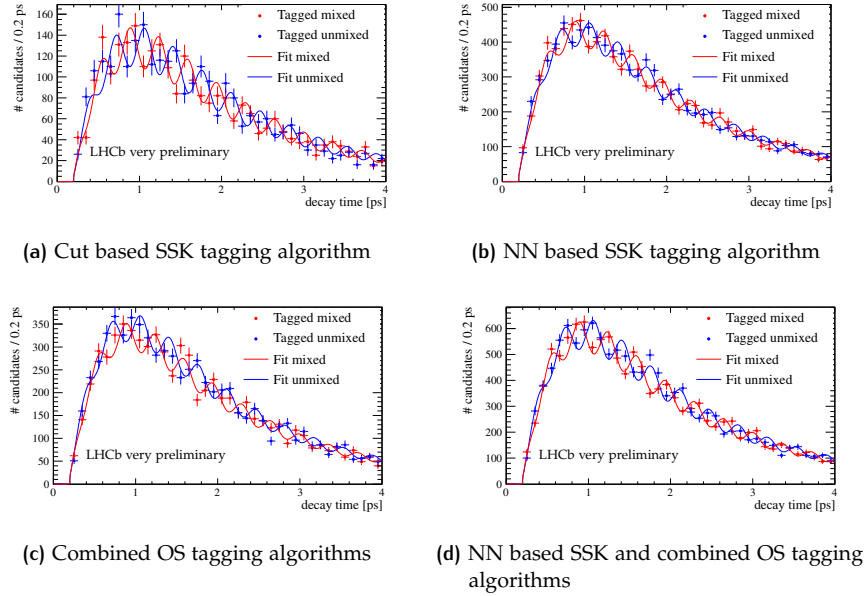 # candidates / 0.2 ps
160
140
120
100
80
60
40
20
0
0
1
2
3
4
decay time [ps]
Tagged mixed
Tagged unmixed
Fit mixed
Fit unmixed
LHCb very preliminary
(a) Cut based SSK tagging algorithm
# candidates / 0.2 ps
500
400
300
200
100
0
0
1
2
3
4
decay time [ps]
Tagged mixed
Tagged unmixed
Fit mixed
Fit unmixed
LHCb very preliminary
(b) NN based SSK tagging algorithm
# candidates / 0.2 ps
350
300
250
200
150
100
50
0
0
1
2
3
4
decay time [ps]
Tagged mixed
Tagged unmixed
Fit mixed
Fit unmixed
LHCb very preliminary
(c) Combined OS tagging algorithms
# candidates / 0.2 ps
600
500
400
300
200
100
0
0
1
2
3
4
decay time [ps]
Tagged mixed
Tagged unmixed
Fit mixed
Fit unmixed
LHCb very preliminary
(d) NN based SSK and combined OS tagging
algorithms